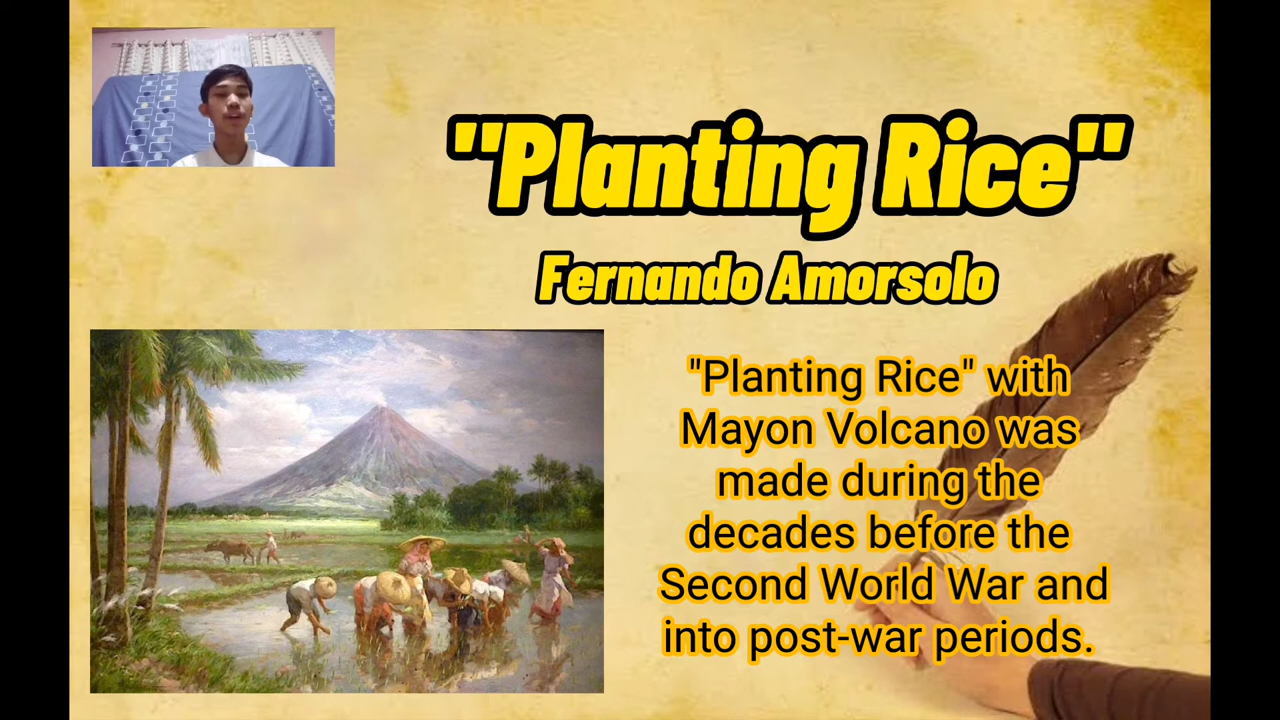 "Planting Rice"
Fernando Amorsolo
"Planting Rice" with
Mayon Volcano was
made during the
decades before the
Second World War and
into post-war periods.